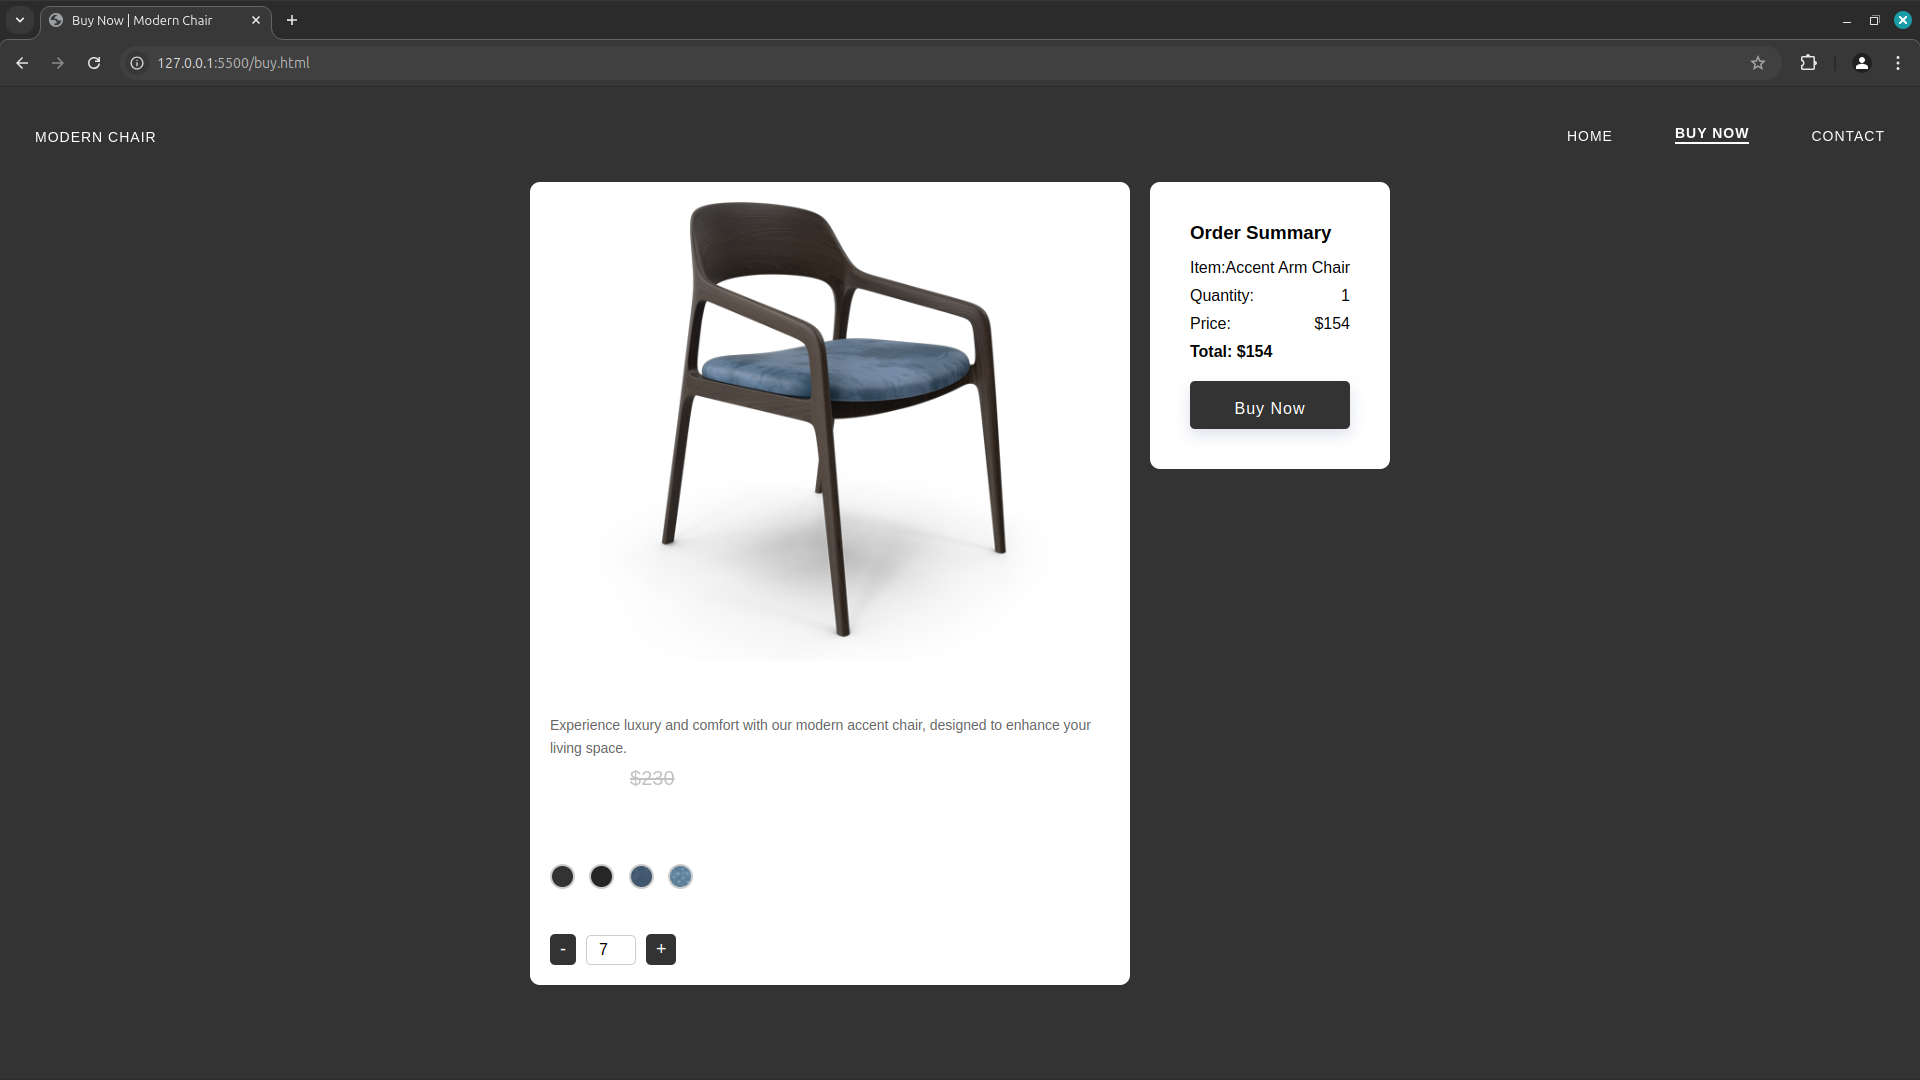 Buy Now | Modern Chair
127.0.0.1:5500/buy.html
MODERN CHAIR
HOME
BUY NOW
CONTACT
Order Summary
Item:Accent Arm Chair
Quantity: 1
Price: $154
Total: $154
Buy Now
Experience luxury and comfort with our modern accent chair, designed to enhance your
living space.
$230
- 7 +